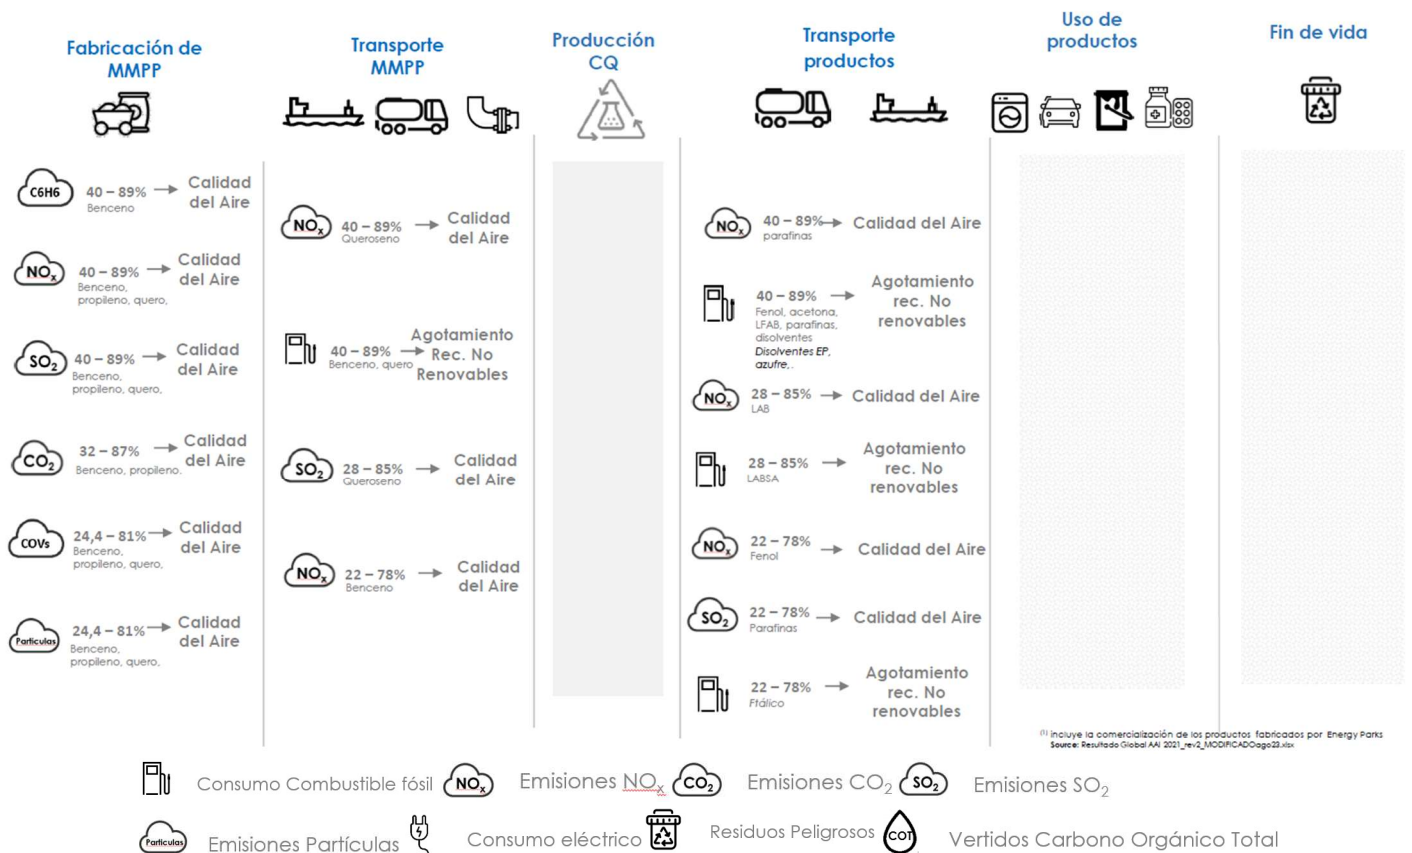 Fabricación de
MMPP
C6H6
40 – 89%
Benceno
Calidad
del Aire
NOx
40 – 89%
Benceno,
propileno, quero,
Calidad
del Aire
SO2
40 – 89%
Benceno,
propileno, quero,
Calidad
del Aire
CO2
32 – 87%
Benceno, propileno.
Calidad
del Aire
COVs
24,4 – 81%
Benceno,
propileno, quero,
Calidad
del Aire
Partículas
24,4 – 81%
Benceno,
propileno, quero,
Calidad
del Aire
Transporte
MMPP
NOx
40 – 89%
Queroseno
Calidad
del Aire
40 – 89%
Benceno, quero
Agotamiento
Rec. No
Renovables
SO2
28 – 85%
Queroseno
Calidad
del Aire
NOx
22 – 78%
Benceno
Calidad
del Aire
Producción
CQ
Transporte
productos
NOx
40 – 89%
parafinas
Calidad del Aire
40 – 89%
Fenol, acetona,
LFAB, parafinas,
disolventes
Disolventes EP,
azufre,.
Agotamiento
rec. No
renovables
NOx
28 – 85%
LAB
Calidad del Aire
28 – 85%
LABSA
Agotamiento
rec. No
renovables
NOx
22 – 78%
Fenol
Calidad del Aire
SO2
22 – 78%
Parafinas
Calidad del Aire
22 – 78%
Ftálico
Agotamiento
rec. No
renovables
Uso de
productos
Fin de vida
(1) incluye la comercialización de los productos fabricados por Energy Parks
Source: Resultado Global AAI 2021_rev2_MODIFICADOago23.xlsx
Consumo Combustible fósil
NOx
Emisiones NOx
CO2
Emisiones CO2
SO2
Emisiones SO2
Partículas
Emisiones Partículas
Consumo eléctrico
Residuos Peligrosos
COT
Vertidos Carbono Orgánico Total